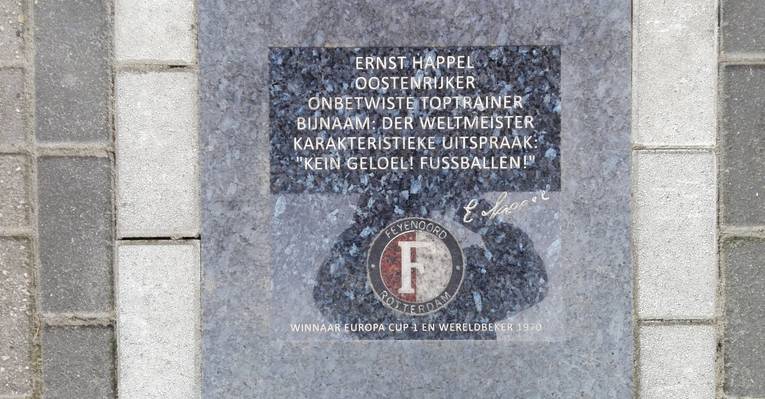 ERNST HAPPEL
OOSTENRIJKER
ONBETWISTE TOPTRAINER
BIJNAAM: DER WELTMEISTER
KARAKTERISTIEKE UITSPRAAK:
"KEIN GELOEL! FUSSBALLEN!"
E. Happel
FEYENOORD
F
ROTTERDAM
WINNAAR EUROPA CUP 1 EN WERELDBEKER 1970